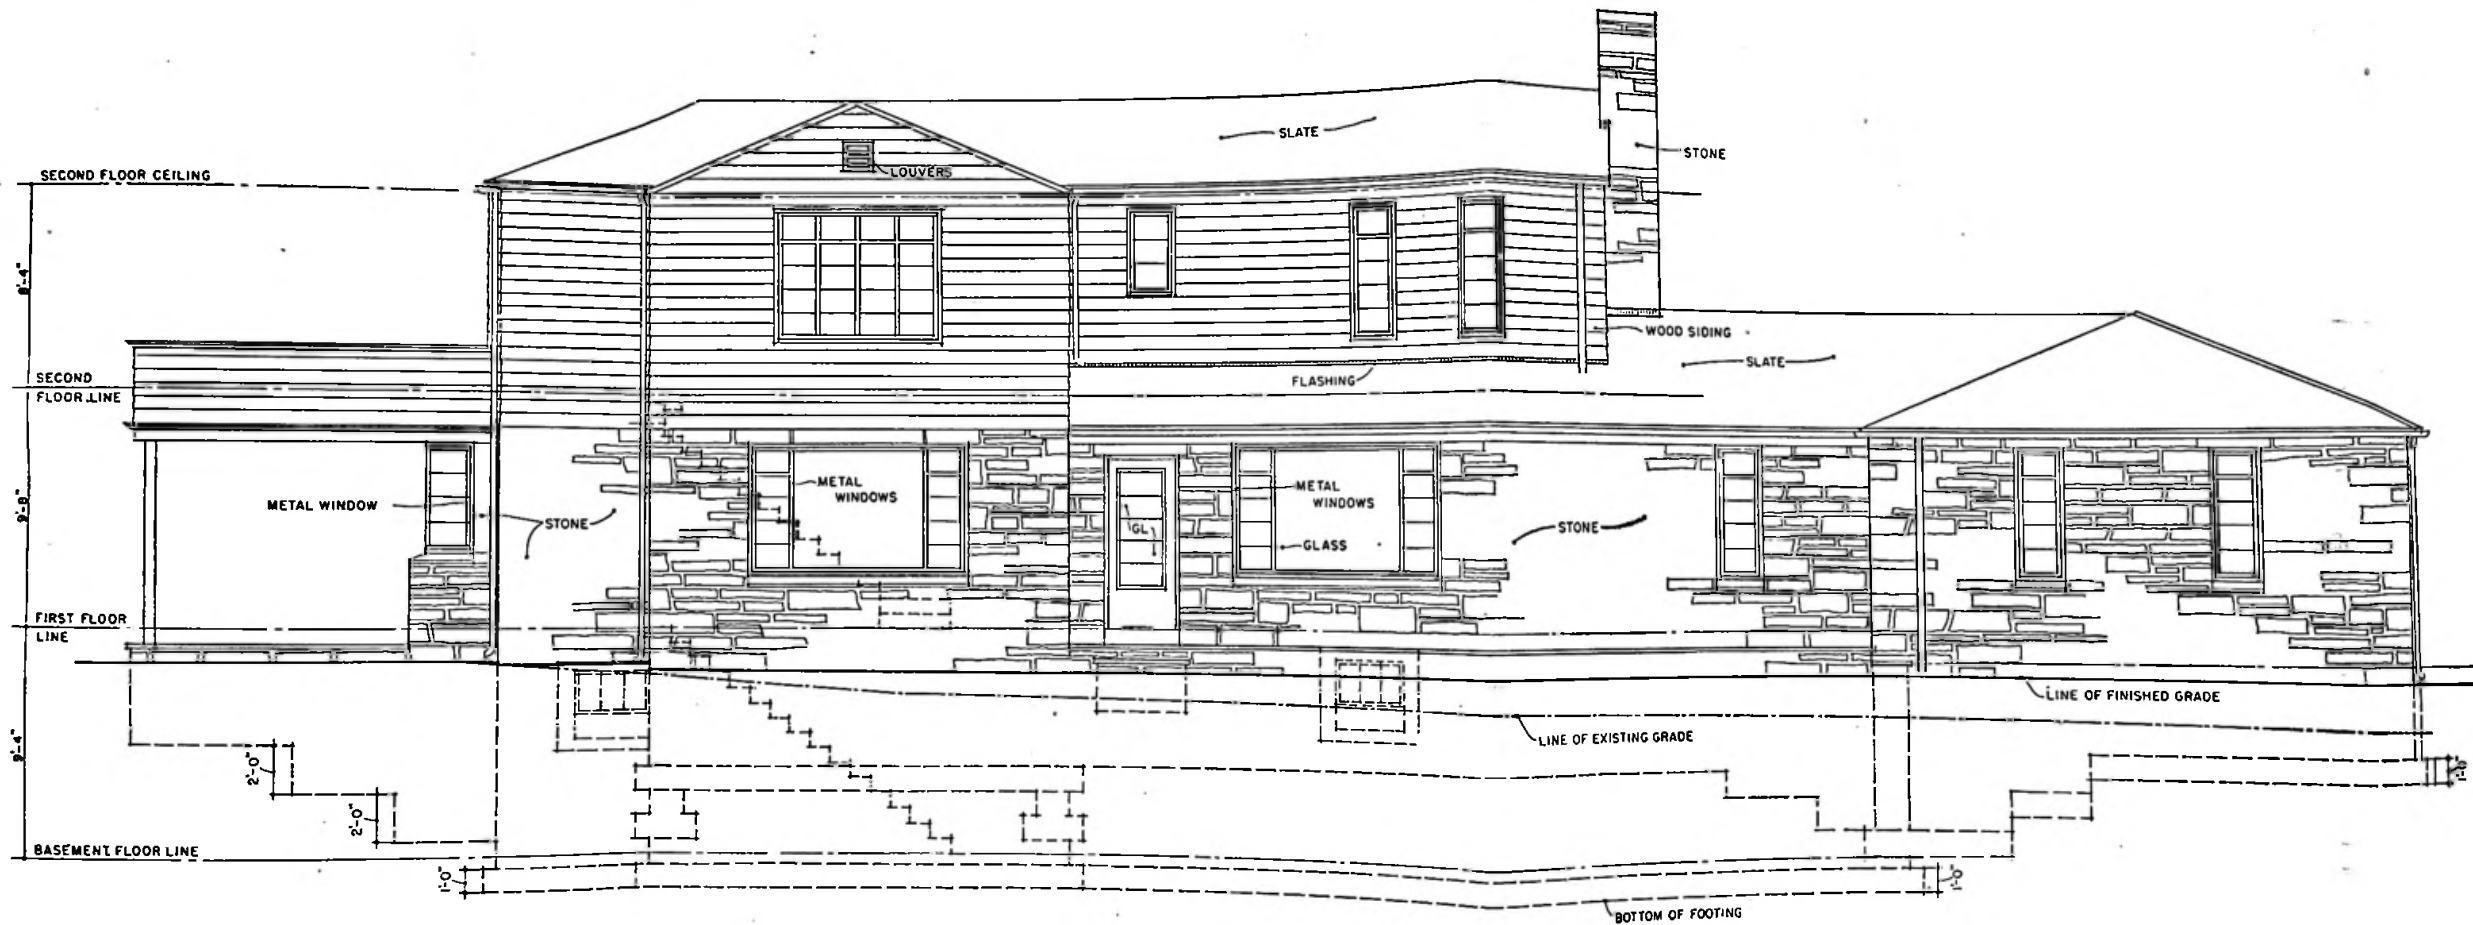 SLATE
STONE
LOUVERS
SECOND FLOOR CEILING
8'-4"
WOOD SIDING
SLATE
FLASHING
SECOND
FLOOR LINE
METAL
WINDOWS
METAL
WINDOWS
METAL WINDOW
STONE
STONE
GL
GLASS
9'-8"
FIRST FLOOR
LINE
LINE OF FINISHED GRADE
LINE OF EXISTING GRADE
9'-4"
2'-0"
2'-0"
1'-0"
BASEMENT FLOOR LINE
1'-0"
1'-0"
BOTTOM OF FOOTING